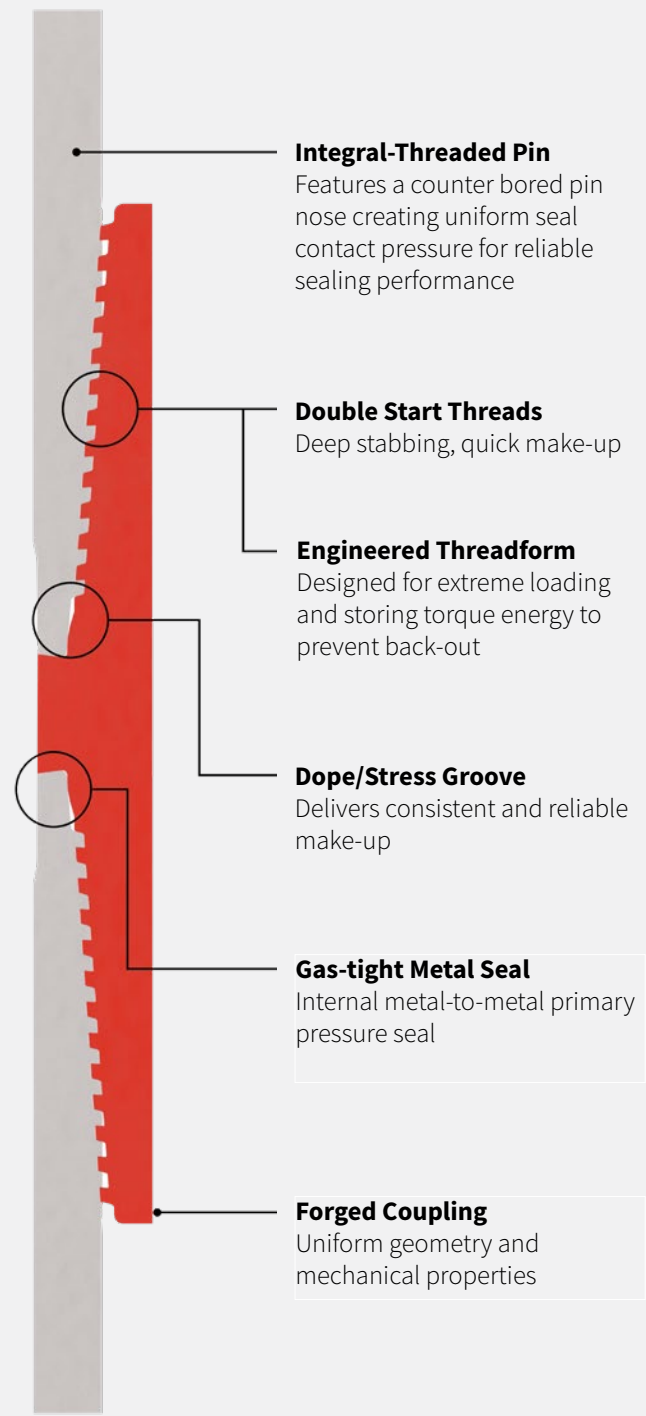 Integral-Threaded Pin
Features a counter bored pin
nose creating uniform seal
contact pressure for reliable
sealing performance
Double Start Threads
Deep stabbing, quick make-up
Engineered Threadform
Designed for extreme loading
and storing torque energy to
prevent back-out
Dope/Stress Groove
Delivers consistent and reliable
make-up
Gas-tight Metal Seal
Internal metal-to-metal primary
pressure seal
Forged Coupling
Uniform geometry and
mechanical properties